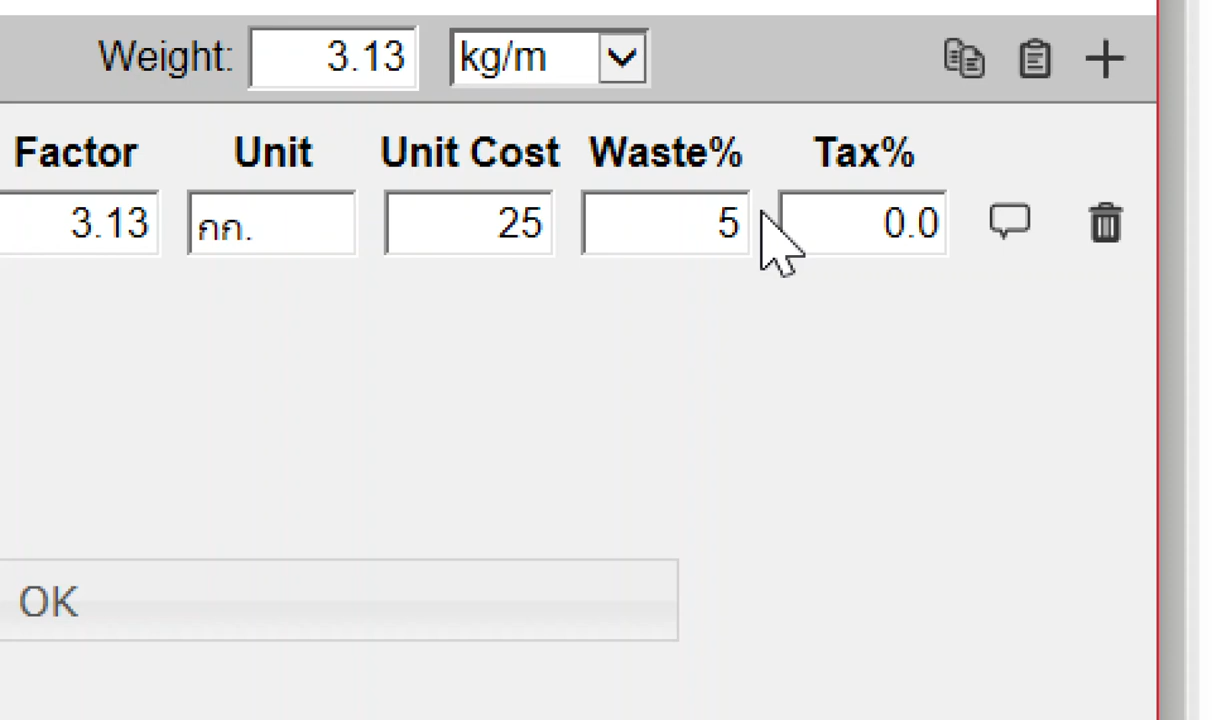 Weight: 3.13 kg/m
Factor Unit Unit Cost Waste% Tax%
3.13 กก. 25 5 0.0
OK